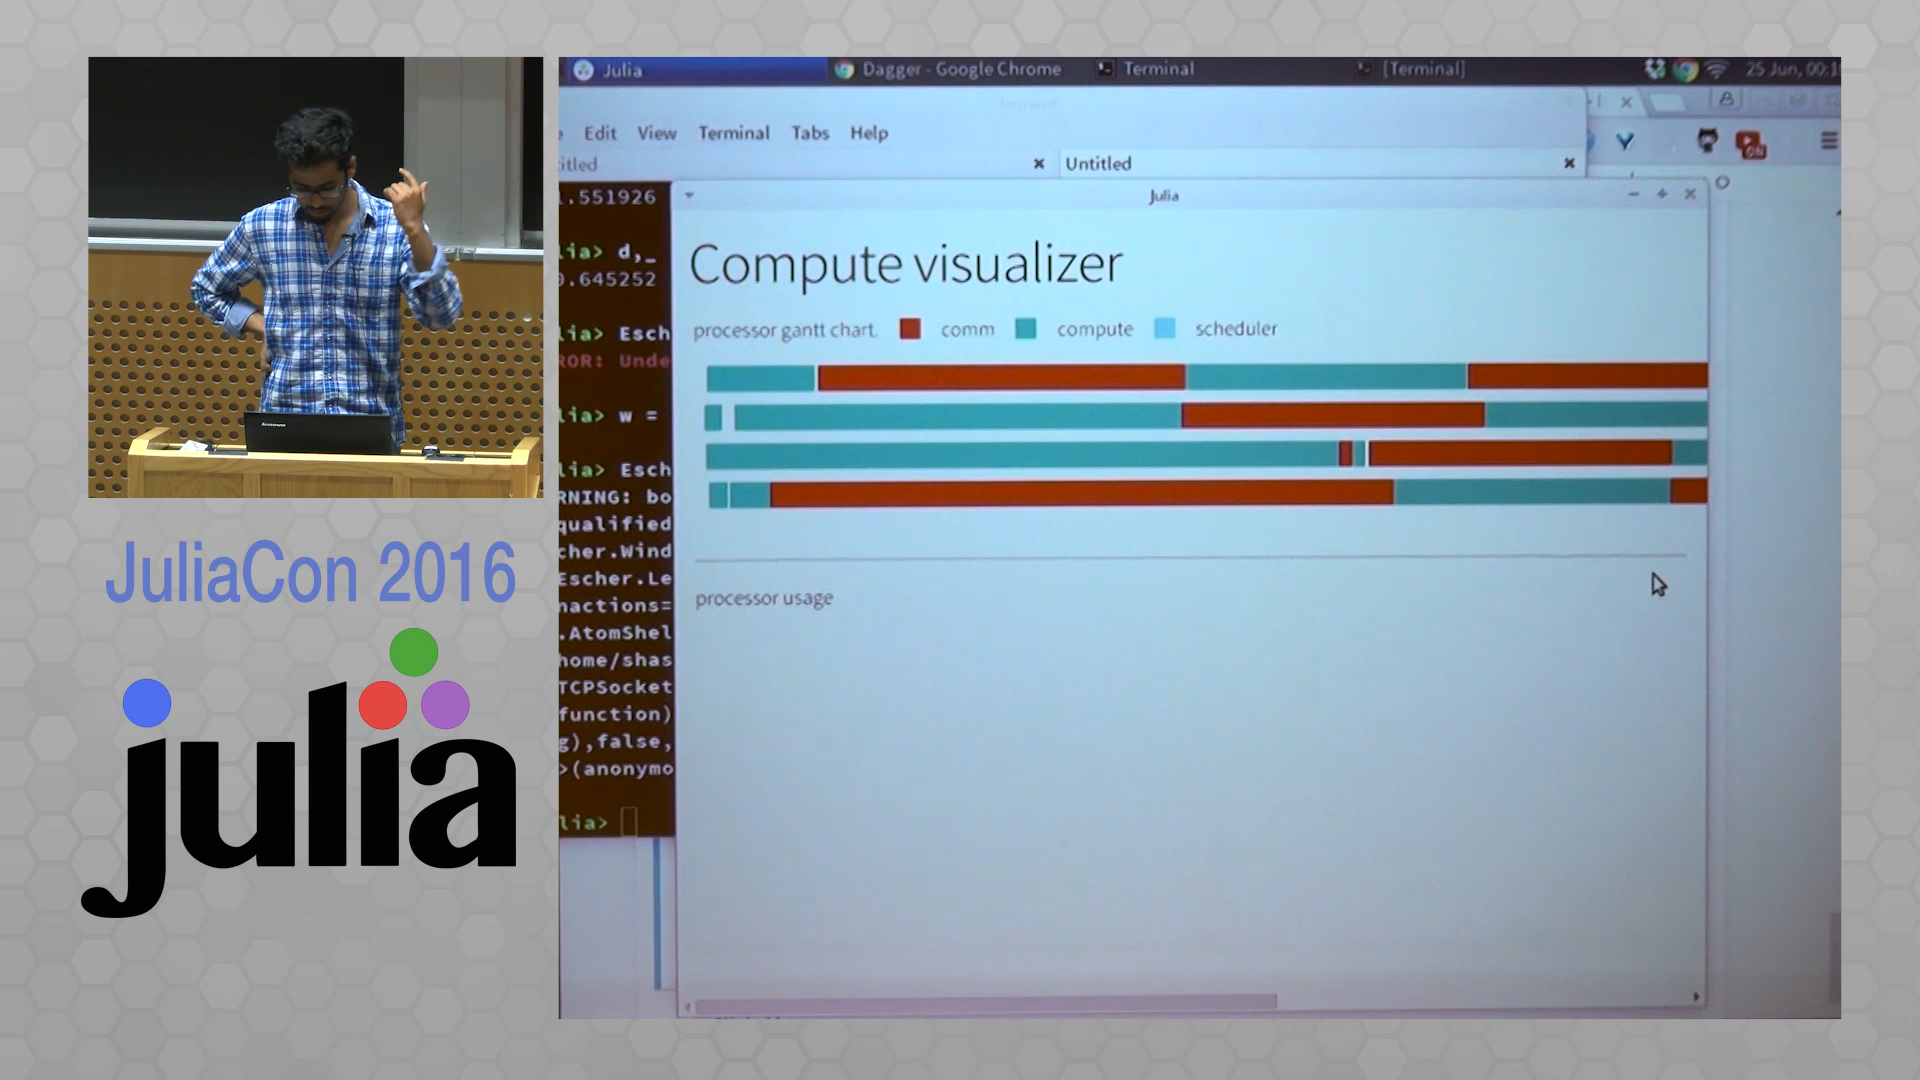 Julia
Dagger - Google Chrome
Terminal
[Terminal]
25 Jun, 00:1
Terminal
Edit View Terminal Tabs Help
itled
Untitled
Julia
.551926
lia> d,_
.645252
lia> Esch
ROR: Unde
lia> w =
lia> Esch
RNING: bo
qualified
cher.Wind
Escher.Le
nactions=
.AtomShel
home/shas
TCPSocket
function)
g),false,
>(anonymo
lia>
Compute visualizer
processor gantt chart. comm compute scheduler
processor usage
lenovo
JuliaCon 2016
julia